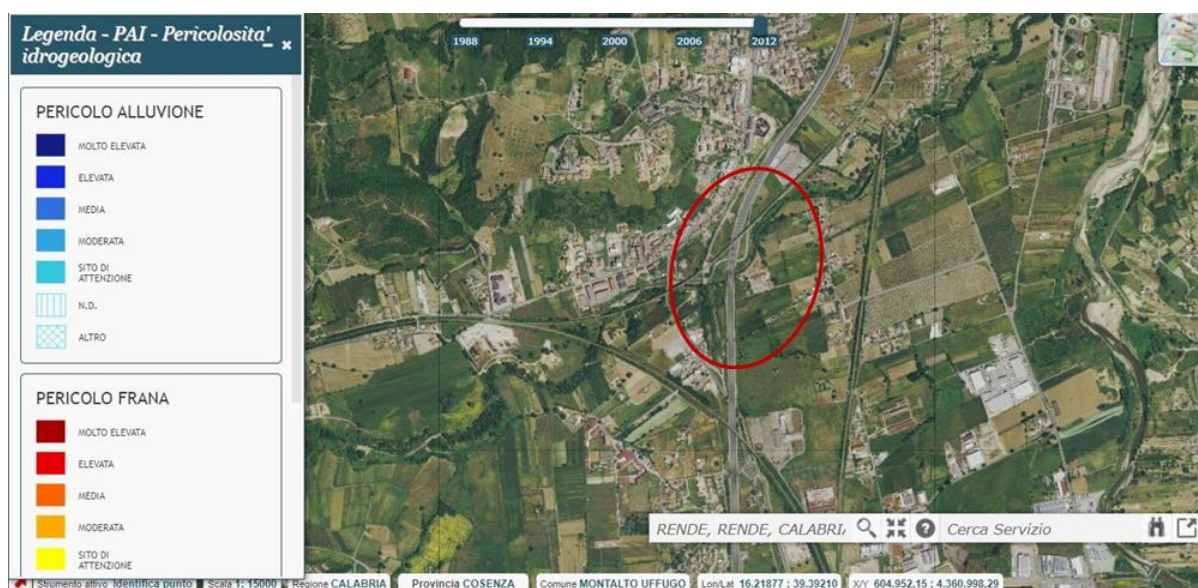 Legenda - PAI - Pericolosita'
idrogeologica
PERICOLO ALLUVIONE
MOLTO ELEVATA
ELEVATA
MEDIA
MODERATA
SITO DI
ATTENZIONE
N.D.
ALTRO
PERICOLO FRANA
MOLTO ELEVATA
ELEVATA
MEDIA
MODERATA
SITO DI
ATTENZIONE
1988 1994 2000 2006 2012
RENDE, RENDE, CALABRI
Cerca Servizio
Strumento attivo Identifica punto Scala 1: 15000 Regione CALABRIA Provincia COSENZA Comune MONTALTO UFFUGO Lon/Lat 16.21877 ; 39.39210 X/Y 604.952,15 ; 4.360.998,29